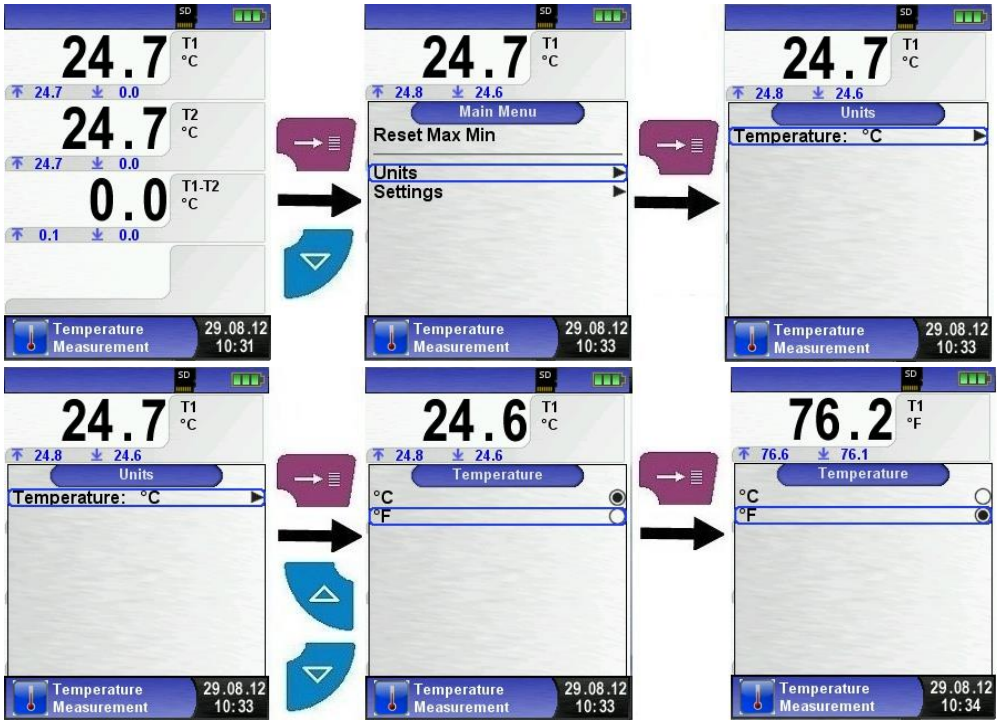 SD
24.7 T1
°C
24.7 0.0
24.7 T2
°C
24.7 0.0
0.0 T1-T2
°C
0.1 0.0
Temperature
Measurement
29.08.12
10:31
SD
24.7 T1
°C
24.8 24.6
Main Menu
Reset Max Min
Units
Settings
Temperature
Measurement
29.08.12
10:33
SD
24.7 T1
°C
24.8 24.6
Units
Temperature: °C
Temperature
Measurement
29.08.12
10:33
SD
24.7 T1
°C
24.8 24.6
Units
Temperature: °C
Temperature
Measurement
29.08.12
10:33
SD
24.6 T1
°C
24.8 24.6
Temperature
°C
°F
Temperature
Measurement
29.08.12
10:33
SD
76.2 T1
°F
76.6 76.1
Temperature
°C
°F
Temperature
Measurement
29.08.12
10:34